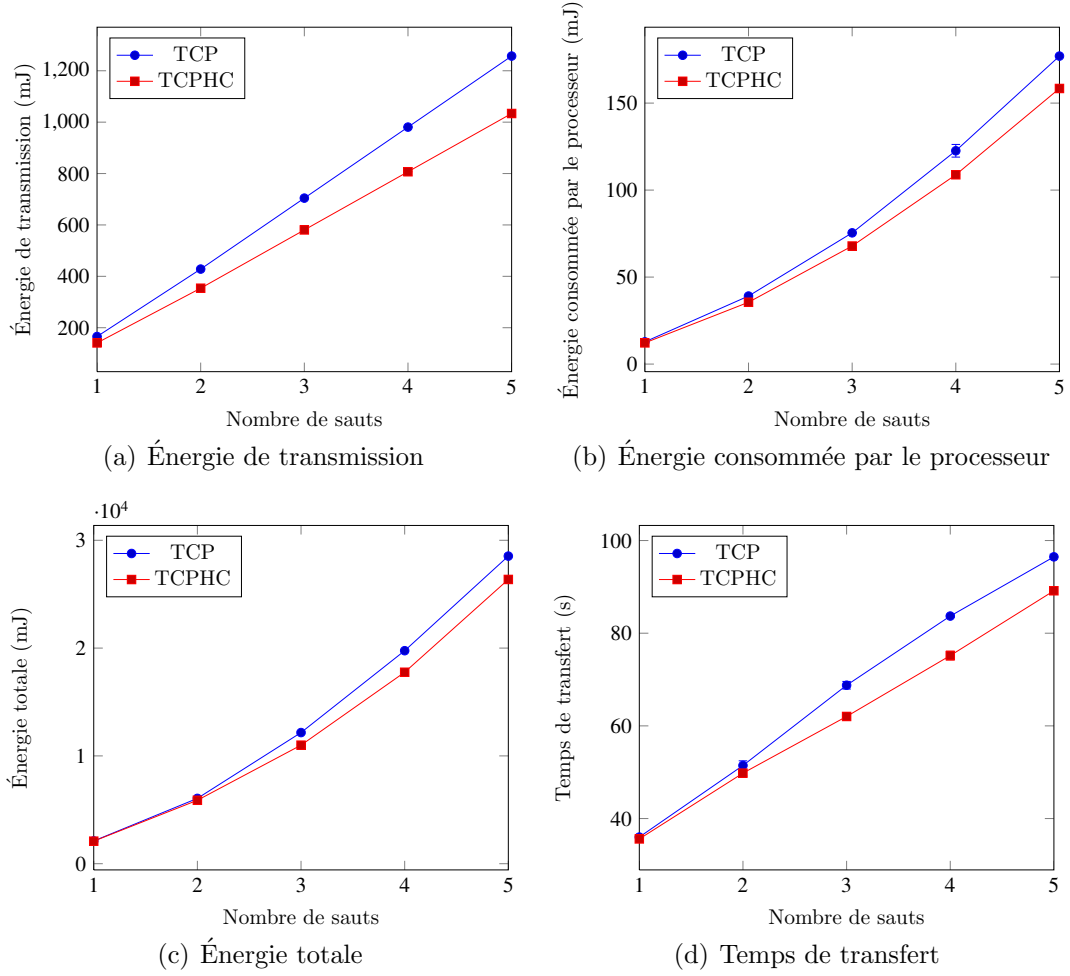 TCP
TCPHC
1,200
1,000
800
600
400
200
1 2 3 4 5
Énergie de transmission (mJ)
Nombre de sauts
(a) Énergie de transmission
TCP
TCPHC
150
100
50
0
1 2 3 4 5
Énergie consommée par le processeur (mJ)
Nombre de sauts
(b) Énergie consommée par le processeur
·10⁴
TCP
TCPHC
3
2
1
0
1 2 3 4 5
Énergie totale (mJ)
Nombre de sauts
(c) Énergie totale
TCP
TCPHC
100
80
60
40
1 2 3 4 5
Temps de transfert (s)
Nombre de sauts
(d) Temps de transfert